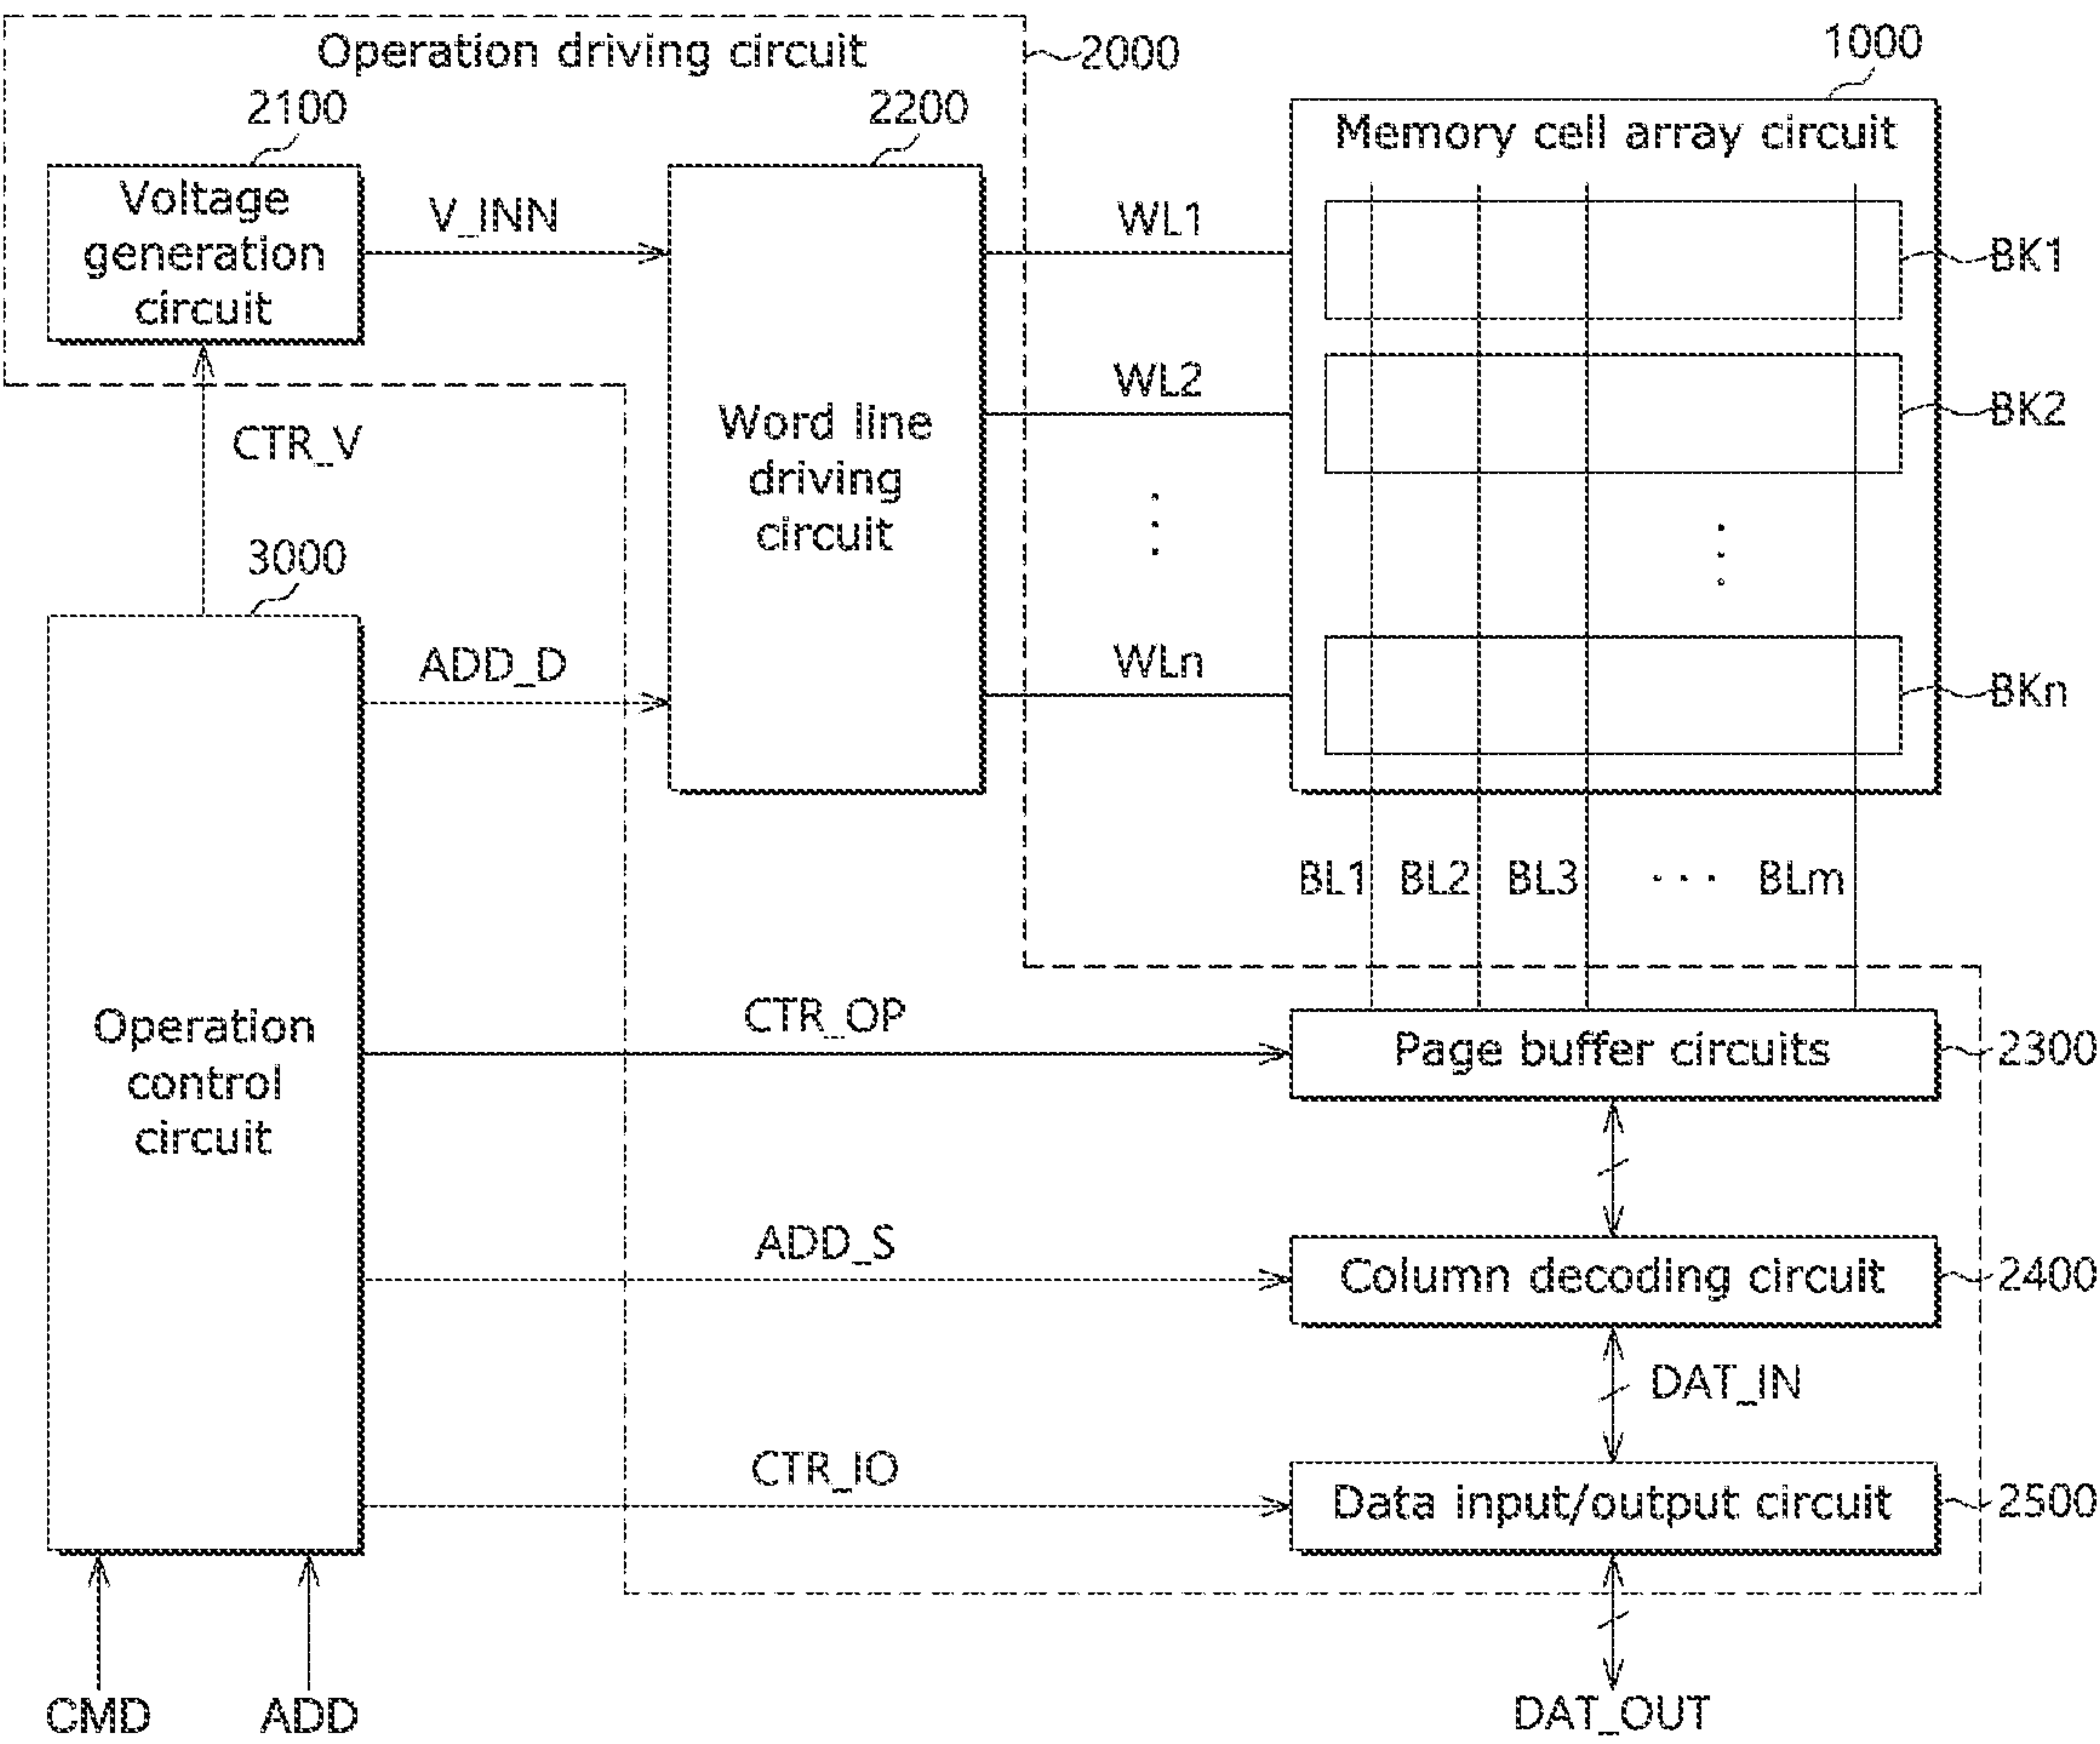 Operation driving circuit
2000
1000
2100
2200
Memory cell array circuit
Voltage
generation
circuit
V_INN
WL1
BK1
WL2
BK2
CTR_V
Word line
driving
circuit
3000
ADD_D
WLn
BKn
BL1 BL2 BL3 ··· BLm
Operation
control
circuit
CTR_OP
Page buffer circuits
2300
ADD_S
Column decoding circuit
2400
DAT_IN
CTR_IO
Data input/output circuit
2500
CMD
ADD
DAT_OUT